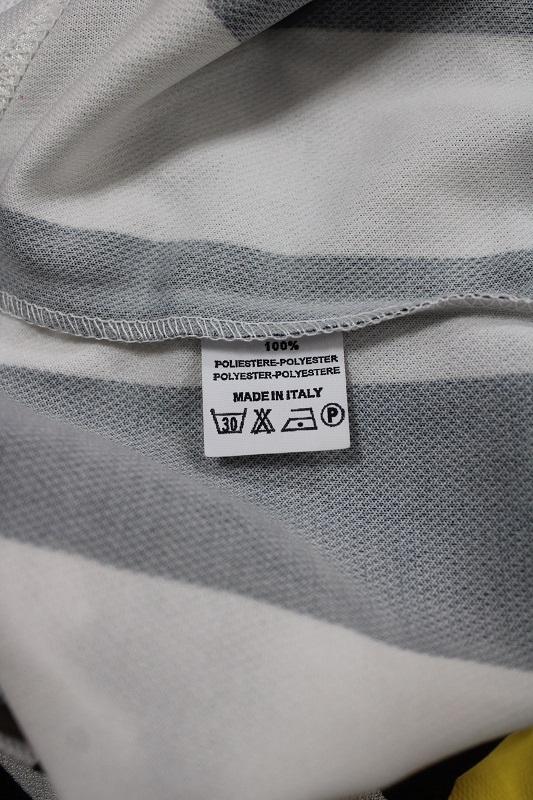 100%
POLIESTERE-POLYESTER
POLYESTER-POLYESTERE
MADE IN ITALY
30 P